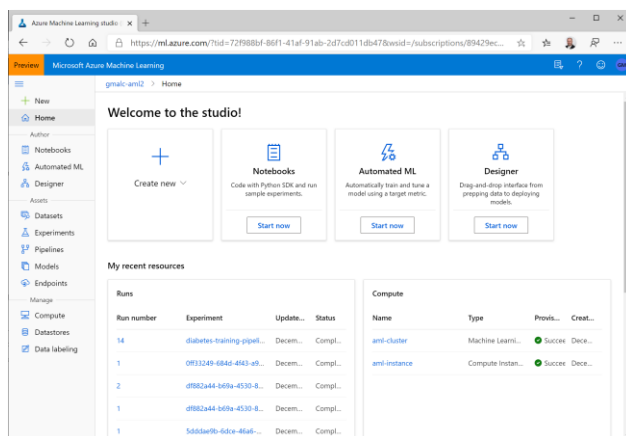 Azure Machine Learning studio
https://ml.azure.com/?tid=72f988bf-86f1-41af-91ab-2d7cd011db47&wsid=/subscriptions/89429ec...
Preview Microsoft Azure Machine Learning
gmalc-aml2 > Home
New
Home
Author
Notebooks
Automated ML
Designer
Assets
Datasets
Experiments
Pipelines
Models
Endpoints
Manage
Compute
Datastores
Data labeling
Welcome to the studio!
Create new
Notebooks
Code with Python SDK and run
sample experiments.
Start now
Automated ML
Automatically train and tune a
model using a target metric.
Start now
Designer
Drag-and-drop interface from
prepping data to deploying
models.
Start now
My recent resources
Runs
Run number Experiment Update... Status
14 diabetes-training-pipeli... Decem... Compl...
1 0ff33249-684d-4f43-a9... Decem... Compl...
2 df882a44-b69a-4530-8... Decem... Compl...
1 df882a44-b69a-4530-8... Decem... Compl...
1 5dddae9b-6dce-46a6-... Decem... Compl...
Compute
Name Type Provis... Creat...
aml-cluster Machine Learni... Succee Dece...
aml-instance Compute Instan... Succee Dece...